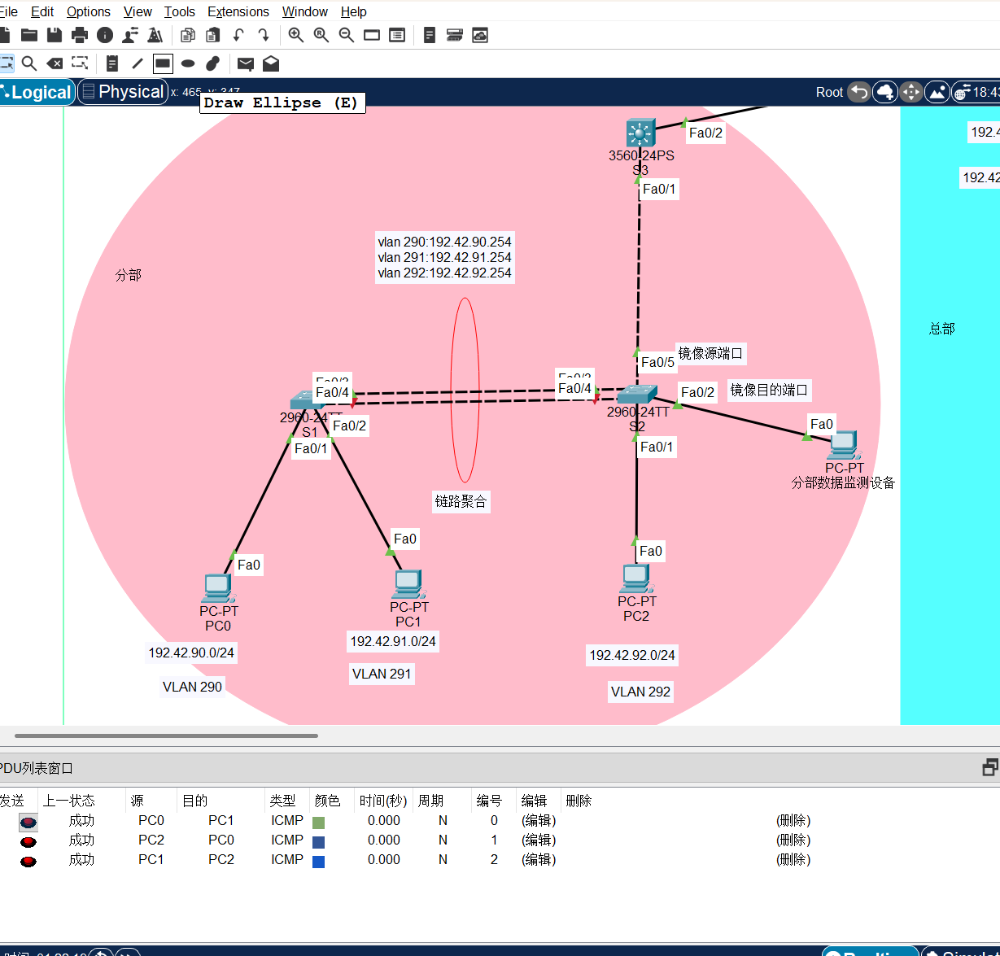 File Edit Options View Tools Extensions Window Help
Logical Physical x: 465, y: 347 Root 18:43
Draw Ellipse (E)
Fa0/2
3560-24PS
S3
Fa0/1
192.4
192.42
vlan 290:192.42.90.254
vlan 291:192.42.91.254
vlan 292:192.42.92.254
分部
总部
Fa0/5 镜像源端口
Fa0/3
Fa0/4
Fa0/3
Fa0/4
Fa0/2 镜像目的端口
2960-24TT
S1
Fa0/2
Fa0/1
2960-24TT
S2
Fa0/1
Fa0
PC-PT
分部数据监测设备
链路聚合
Fa0
Fa0
Fa0
PC-PT
PC0
PC-PT
PC1
PC-PT
PC2
192.42.90.0/24
VLAN 290
192.42.91.0/24
VLAN 291
192.42.92.0/24
VLAN 292
PDU列表窗口
发送 上一状态 源 目的 类型 颜色 时间(秒) 周期 编号 编辑 删除
成功 PC0 PC1 ICMP 0.000 N 0 (编辑) (删除)
成功 PC2 PC0 ICMP 0.000 N 1 (编辑) (删除)
成功 PC1 PC2 ICMP 0.000 N 2 (编辑) (删除)